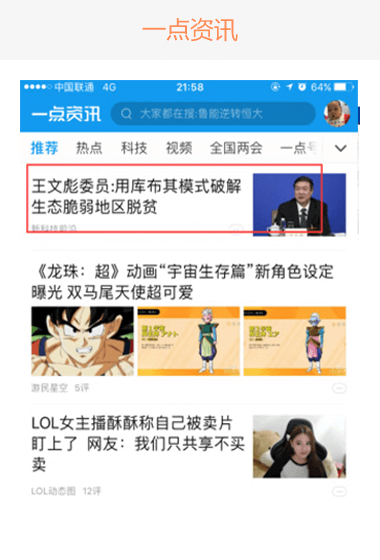 一点资讯
中国联通 4G 21:58 64%
一点资讯 大家都在搜:鲁能逆转恒大
推荐 热点 科技 视频 全国两会 一点号
王文彪委员:用库布其模式破解
生态脆弱地区脱贫
新科技前沿
《龙珠：超》动画“宇宙生存篇”新角色设定
曝光 双马尾天使超可爱
游民星空 5评
LOL女主播酥酥称自己被卖片
盯上了 网友：我们只共享不买
卖
LOL动态图 12评